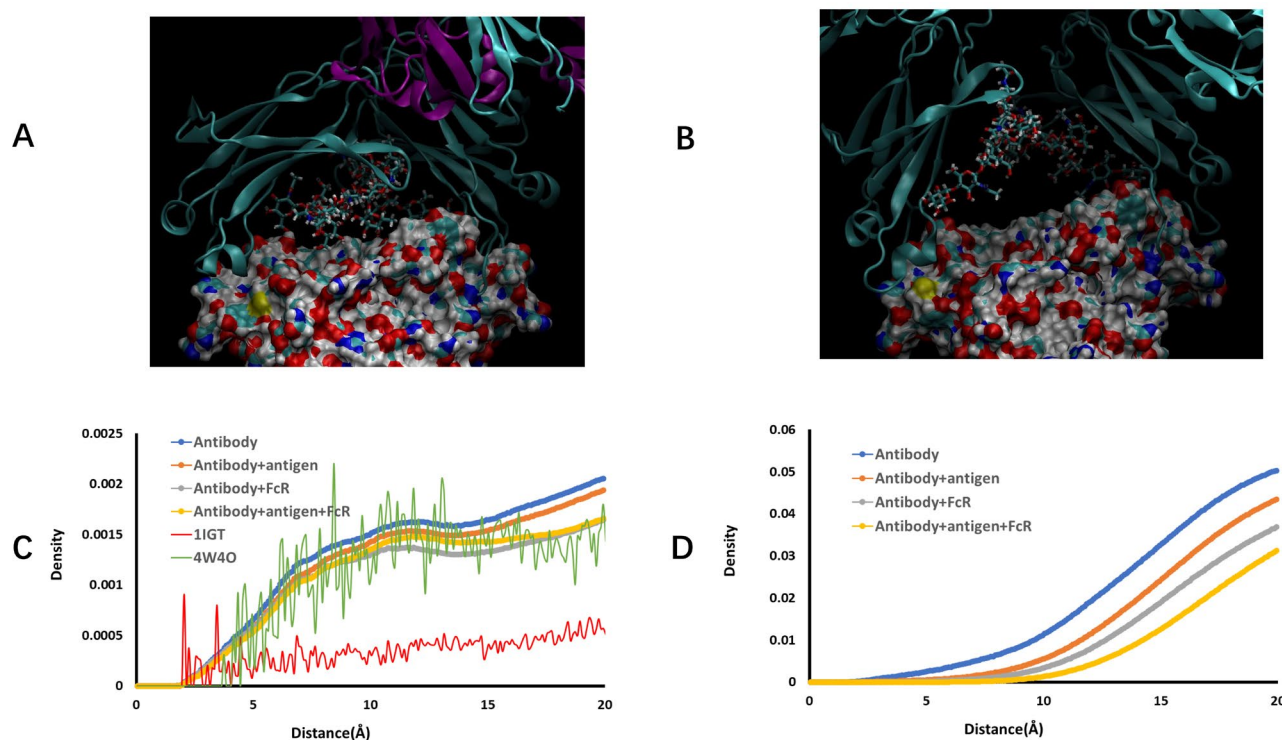 A
B
C
0.0025
0.002
0.0015
0.001
0.0005
0
Density
Antibody
Antibody+antigen
Antibody+FcR
Antibody+antigen+FcR
1IGT
4W4O
0 5 10 15 20
Distance(Å)
D
0.06
0.05
0.04
0.03
0.02
0.01
0
Density
Antibody
Antibody+antigen
Antibody+FcR
Antibody+antigen+FcR
0 5 10 15 20
Distance(Å)